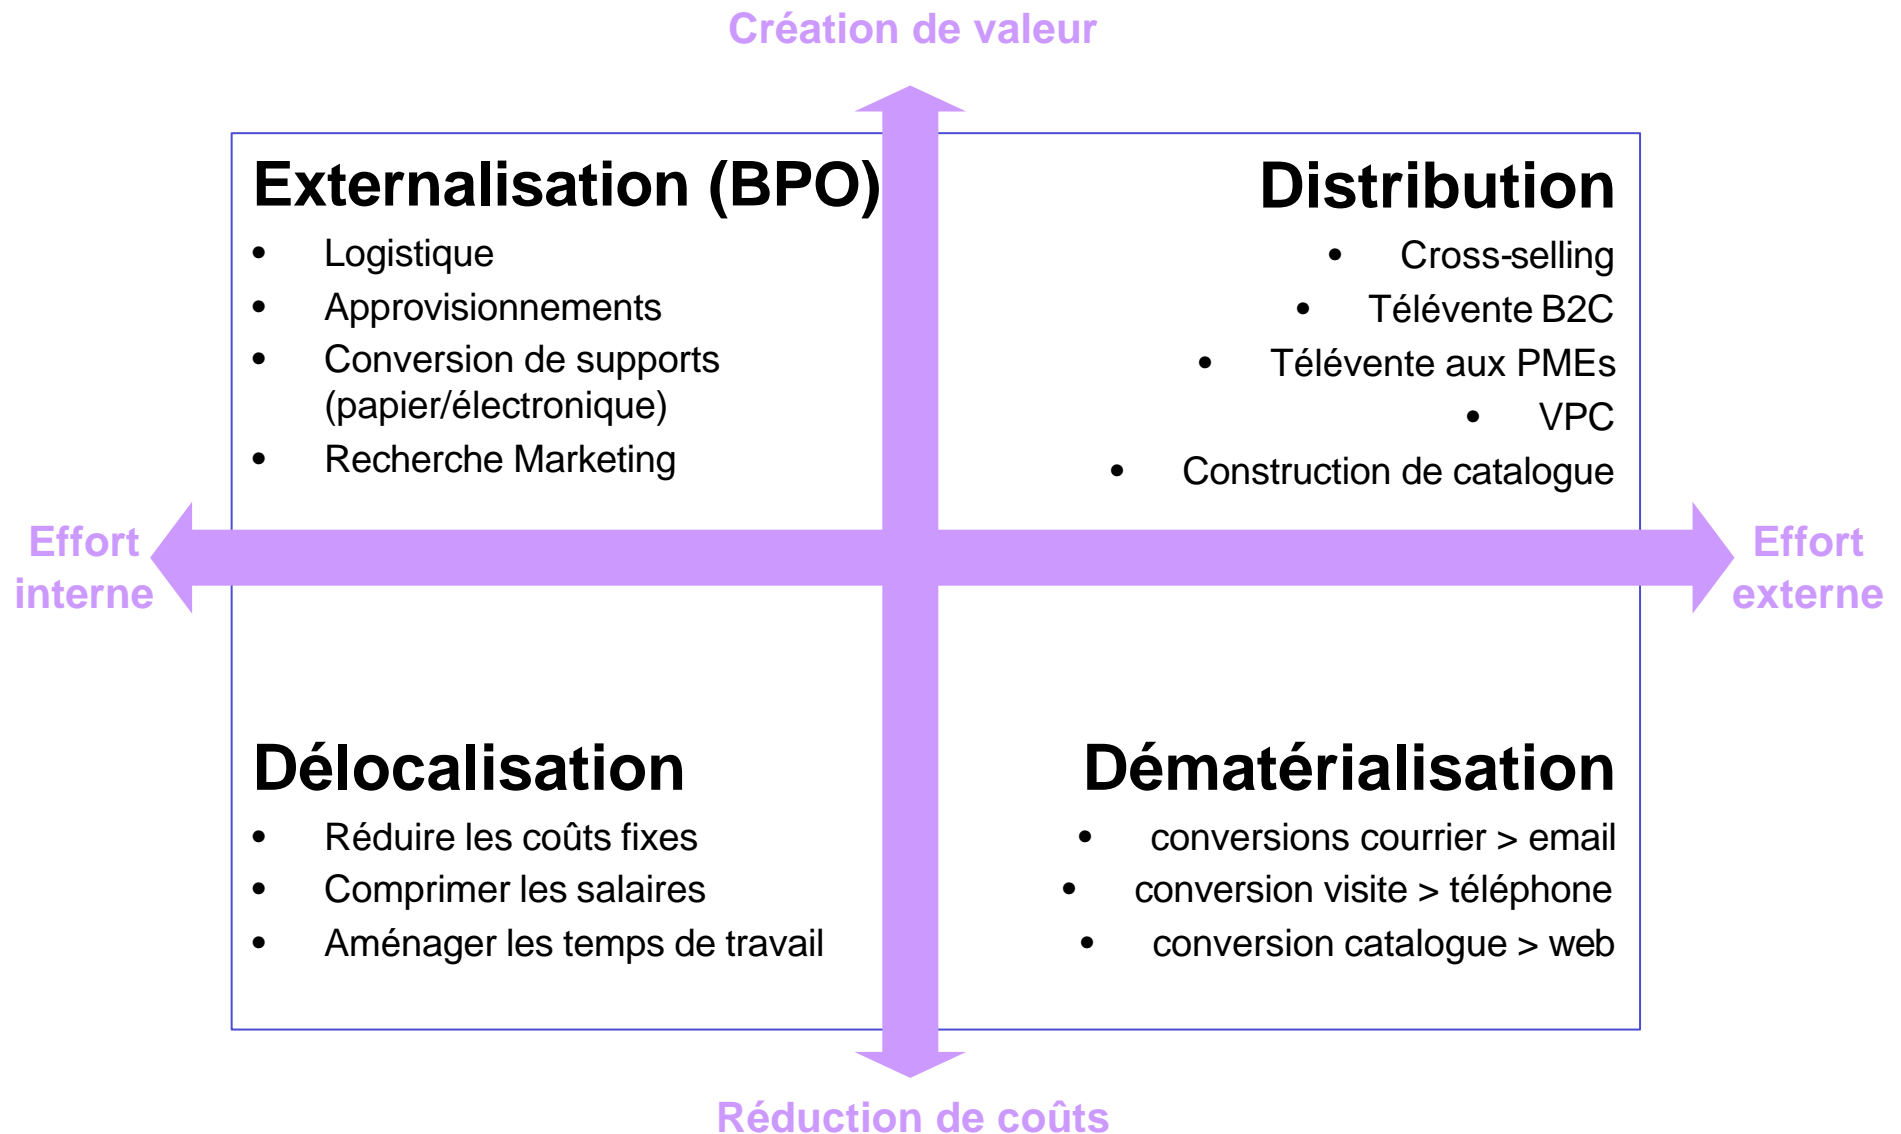 Création de valeur
Externalisation (BPO)
• Logistique
• Approvisionnements
• Conversion de supports
(papier/électronique)
• Recherche Marketing
Distribution
• Cross-selling
• Télévente B2C
• Télévente aux PMEs
• VPC
• Construction de catalogue
Effort
interne
Effort
externe
Délocalisation
• Réduire les coûts fixes
• Comprimer les salaires
• Aménager les temps de travail
Dématérialisation
• conversions courrier > email
• conversion visite > téléphone
• conversion catalogue > web
Réduction de coûts